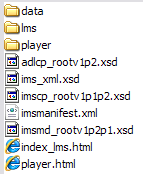 data
lms
player
adlcp_rootv1p2.xsd
ims_xml.xsd
imscp_rootv1p1p2.xsd
imsmanifest.xml
imsmd_rootv1p2p1.xsd
index_lms.html
player.html